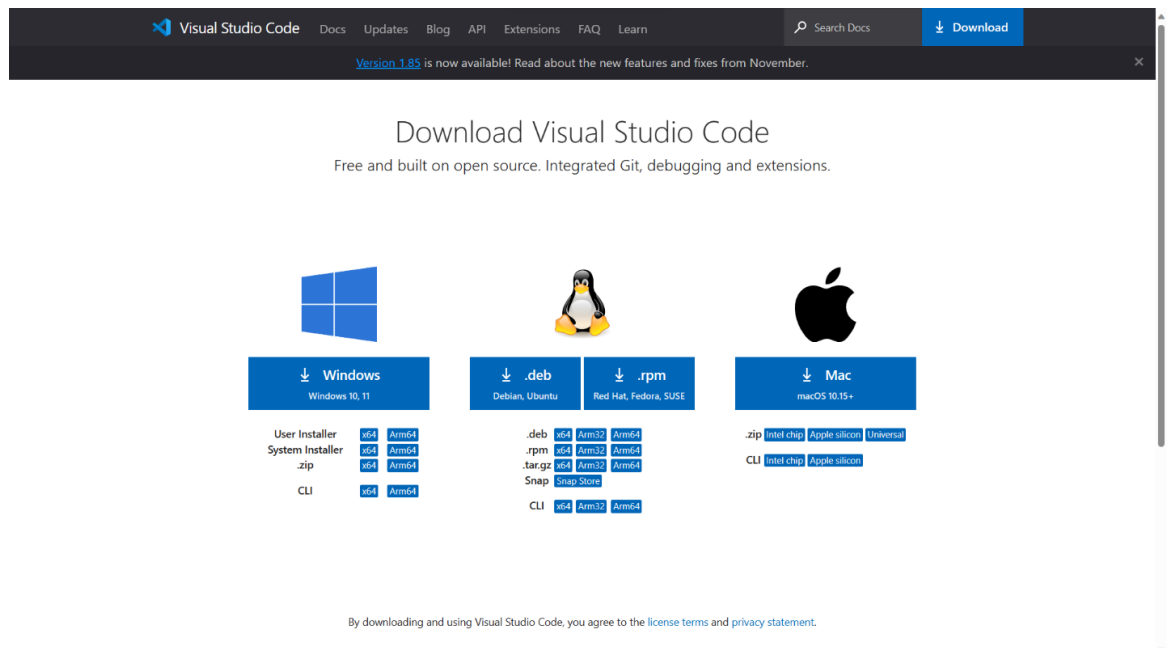 Visual Studio Code Docs Updates Blog API Extensions FAQ Learn Search Docs Download
Version 1.85 is now available! Read about the new features and fixes from November.
Download Visual Studio Code
Free and built on open source. Integrated Git, debugging and extensions.
Windows
Windows 10, 11
User Installer x64 Arm64
System Installer x64 Arm64
.zip x64 Arm64
CLI x64 Arm64
.deb
Debian, Ubuntu
.rpm
Red Hat, Fedora, SUSE
.deb x64 Arm32 Arm64
.rpm x64 Arm32 Arm64
.tar.gz x64 Arm32 Arm64
Snap Snap Store
CLI x64 Arm32 Arm64
Mac
macOS 10.15+
.zip Intel chip Apple silicon Universal
CLI Intel chip Apple silicon
By downloading and using Visual Studio Code, you agree to the license terms and privacy statement.